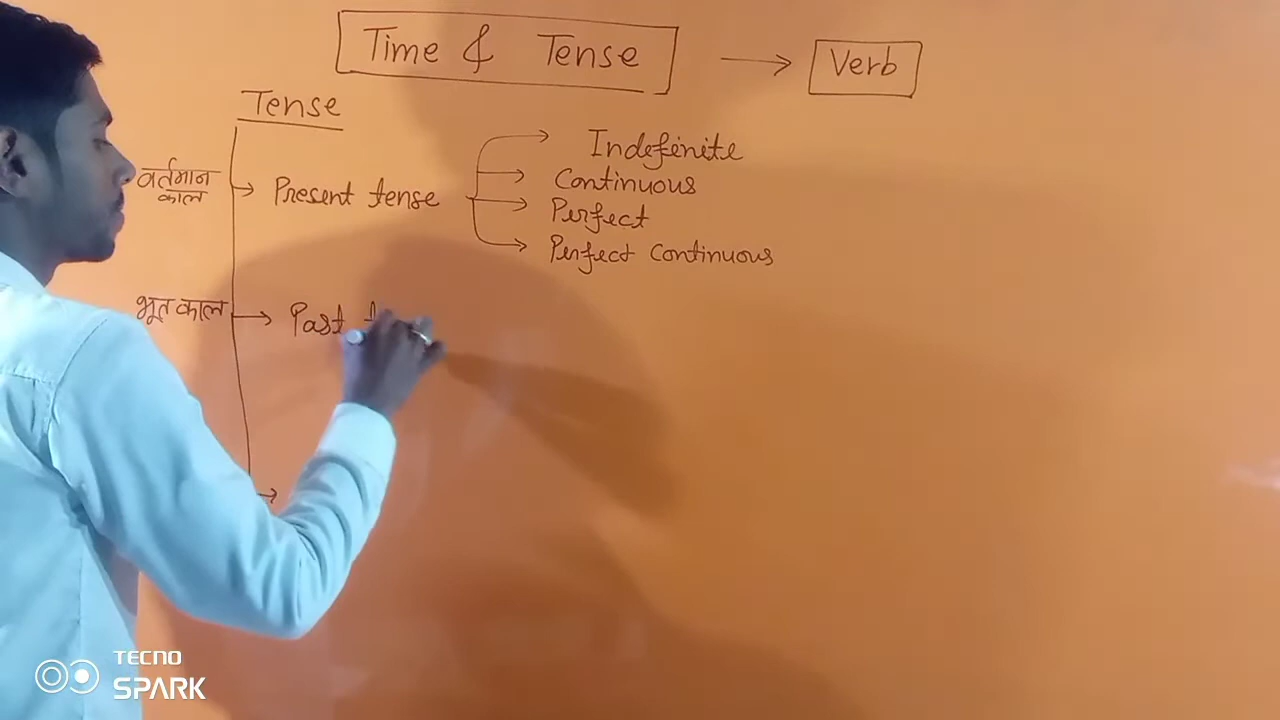 Time & Tense → Verb
Tense
वर्तमान
काल
Present tense
Indefinite
Continuous
Perfect
Perfect Continuous
भूत काल
Past
TECNO
SPARK